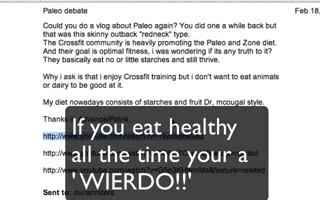 Paleo debate
Feb 18,
Could you do a vlog about Paleo again? You did one a while back but
that was this skinny outback "redneck" type.
The Crossfit community is heavily promoting the Paleo and Zone diet.
And their goal is optimal fitness, i was wondering if its any truth to it?
They basically eat no or little starches and still thrive.
Why i ask is that i enjoy Crossfit training but i don't want to eat animals
or dairy to be good at it.
My diet nowadays consists of starches and fruit Dr, mcougal style.
Thanks
If you eat healthy
all the time your a
'WIERDO!!'
Sent to: